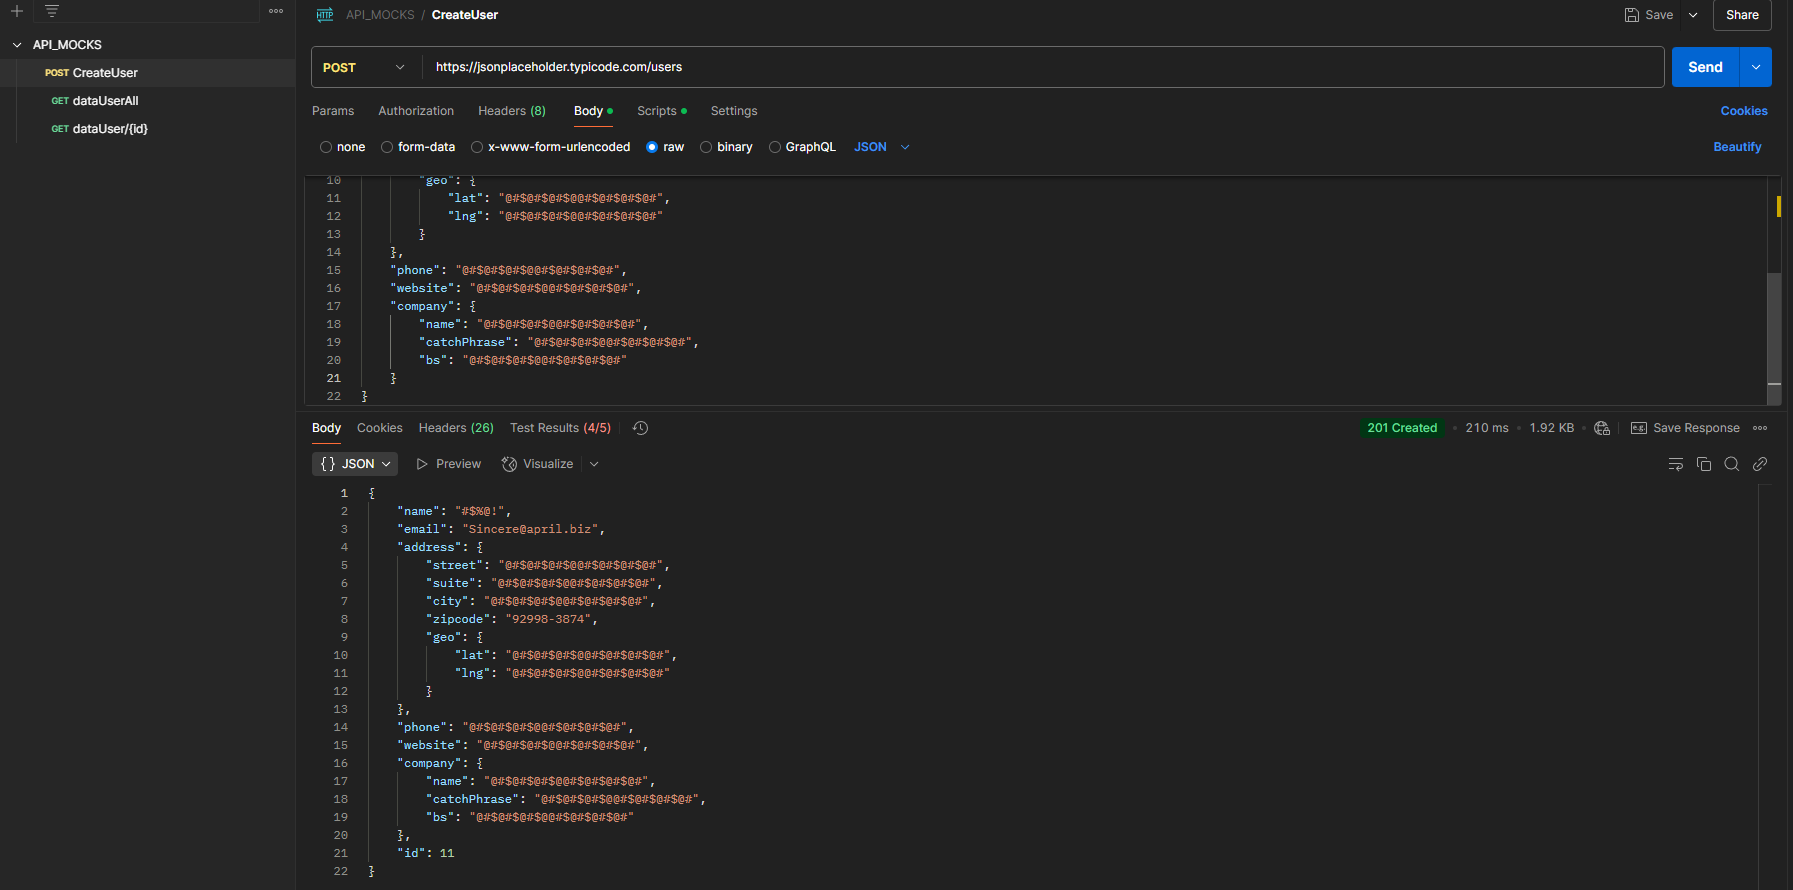 API_MOCKS
POST CreateUser
GET dataUserAll
GET dataUser/{id}
HTTP API_MOCKS / CreateUser
Save
Share
POST
https://jsonplaceholder.typicode.com/users
Send
Params Authorization Headers (8) Body Scripts Settings
Cookies
none form-data x-www-form-urlencoded raw binary GraphQL JSON
Beautify
10 "geo": {
11 "lat": "@#$@#$@#$@@#$@#$@#$@#",
12 "lng": "@#$@#$@#$@@#$@#$@#$@#"
13 }
14 },
15 "phone": "@#$@#$@#$@@#$@#$@#$@#",
16 "website": "@#$@#$@#$@@#$@#$@#$@#",
17 "company": {
18 "name": "@#$@#$@#$@@#$@#$@#$@#",
19 "catchPhrase": "@#$@#$@#$@@#$@#$@#$@#",
20 "bs": "@#$@#$@#$@@#$@#$@#$@#"
21 }
22 }
Body Cookies Headers (26) Test Results (4/5)
201 Created • 210 ms • 1.92 KB •
e.g. Save Response
{} JSON
Preview
Visualize
1 {
2 "name": "#$%@!",
3 "email": "Sincere@april.biz",
4 "address": {
5 "street": "@#$@#$@#$@@#$@#$@#$@#",
6 "suite": "@#$@#$@#$@@#$@#$@#$@#",
7 "city": "@#$@#$@#$@@#$@#$@#$@#",
8 "zipcode": "92998-3874",
9 "geo": {
10 "lat": "@#$@#$@#$@@#$@#$@#$@#",
11 "lng": "@#$@#$@#$@@#$@#$@#$@#"
12 }
13 },
14 "phone": "@#$@#$@#$@@#$@#$@#$@#",
15 "website": "@#$@#$@#$@@#$@#$@#$@#",
16 "company": {
17 "name": "@#$@#$@#$@@#$@#$@#$@#",
18 "catchPhrase": "@#$@#$@#$@@#$@#$@#$@#",
19 "bs": "@#$@#$@#$@@#$@#$@#$@#"
20 },
21 "id": 11
22 }